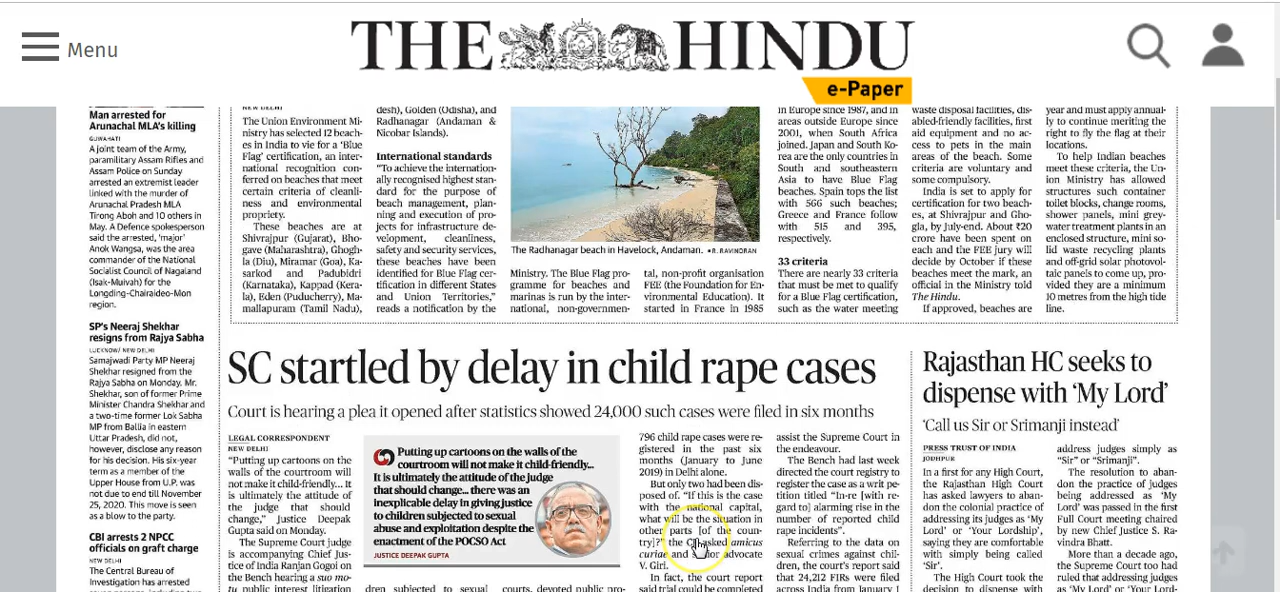 Menu
THE HINDU
e-Paper
Man arrested for
Arunachal MLA's killing
GUWAHATI
A joint team of the Army,
paramilitary Assam Rifles and
Assam Police on Sunday
arrested an extremist leader
linked with the murder of
Arunachal Pradesh MLA
Tirong Aboh and 10 others in
May. A Defence spokesperson
said the arrested, 'major'
Anok Wangsa, was the area
commander of the National
Socialist Council of Nagaland
(Isak-Muivah) for the
Longding-Chairaideo-Mon
region.
SP's Neeraj Shekhar
resigns from Rajya Sabha
LUCKNOW/ NEW DELHI
Samajwadi Party MP Neeraj
Shekhar resigned from the
Rajya Sabha on Monday. Mr.
Shekhar, son of former Prime
Minister Chandra Shekhar and
a two-time former Lok Sabha
MP from Ballia in eastern
Uttar Pradesh, did not,
however, disclose any reason
for his decision. His six-year
term as a member of the
Upper House from U.P. was
not due to end till November
25, 2020. This move is seen
as a blow to the party.
CBI arrests 2 NPCC
officials on graft charge
NEW DELHI
The Central Bureau of
Investigation has arrested
NEW DELHI
The Union Environment Mi-
nistry has selected 12 beach-
es in India to vie for a 'Blue
Flag' certification, an inter-
national recognition con-
ferred on beaches that meet
certain criteria of cleanli-
ness and environmental
propriety.
These beaches are at
Shivrajpur (Gujarat), Bho-
gave (Maharashtra), Ghogh-
la (Diu), Miramar (Goa), Ka-
sarkod and Padubidri
(Karnataka), Kappad (Kera-
la), Eden (Puducherry), Ma-
mallapuram (Tamil Nadu),
desh), Golden (Odisha), and
Radhanagar (Andaman &
Nicobar Islands).
International standards
"To achieve the internation-
ally recognised highest stan-
dard for the purpose of
beach management, plan-
ning and execution of pro-
jects for infrastructure de-
velopment, cleanliness,
safety and security services,
these beaches have been
identified for Blue Flag cer-
tification in different States
and Union Territories,"
reads a notification by the
The Radhanagar beach in Havelock, Andaman. •R. RAVINDRAN
Ministry. The Blue Flag pro-
gramme for beaches and
marinas is run by the inter-
national, non-governmen-
tal, non-profit organisation
FEE (the Foundation for En-
vironmental Education). It
started in France in 1985
in Europe since 1987, and in
areas outside Europe since
2001, when South Africa
joined. Japan and South Ko-
rea are the only countries in
South and southeastern
Asia to have Blue Flag
beaches. Spain tops the list
with 566 such beaches;
Greece and France follow
with 515 and 395,
respectively.
33 criteria
There are nearly 33 criteria
that must be met to qualify
for a Blue Flag certification,
such as the water meeting
waste disposal facilities, dis-
abled-friendly facilities, first
aid equipment and no ac-
cess to pets in the main
areas of the beach. Some
criteria are voluntary and
some compulsory.
India is set to apply for
certification for two beach-
es, at Shivrajpur and Gho-
gla, by July-end. About ₹20
crore have been spent on
each and the FEE jury will
decide by October if these
beaches meet the mark, an
official in the Ministry told
The Hindu.
If approved, beaches are
year and must apply annual-
ly to continue meriting the
right to fly the flag at their
locations.
To help Indian beaches
meet these criteria, the Un-
ion Ministry has allowed
structures such container
toilet blocks, change rooms,
shower panels, mini grey-
water treatment plants in an
enclosed structure, mini so-
lid waste recycling plants
and off-grid solar photovol-
taic panels to come up, pro-
vided they are a minimum
10 metres from the high tide
line.
SC startled by delay in child rape cases
Court is hearing a plea it opened after statistics showed 24,000 such cases were filed in six months
LEGAL CORRESPONDENT
NEW DELHI
"Putting up cartoons on the
walls of the courtroom will
not make it child-friendly...
It is ultimately the attitude of
the judge that should
change," Justice Deepak
Gupta said on Monday.
The Supreme Court judge
is accompanying Chief Jus-
tice of India Ranjan Gogoi on
the Bench hearing a suo mo-
tu public interest litigation
Putting up cartoons on the walls of the
courtroom will not make it child-friendly...
It is ultimately the attitude of the judge
that should change... there was an
inexplicable delay in giving justice
to children subjected to sexual
abuse and exploitation despite the
enactment of the POCSO Act
JUSTICE DEEPAK GUPTA
dren subjected to sexual
courts, devoted public pro-
796 child rape cases were re-
gistered in the past six
months (January to June
2019) in Delhi alone.
But only two had been dis-
posed of. "If this is the case
with the national capital,
what will be the situation in
other parts [of the coun-
try]?" the CJI asked amicus
curiae and senior advocate
V. Giri.
In fact, the court report
said trial could be completed
assist the Supreme Court in
the endeavour.
The Bench had last week
directed the court registry to
register the case as a writ pe-
tition titled "In-re [with re-
gard to] alarming rise in the
number of reported child
rape incidents".
Referring to the data on
sexual crimes against chil-
dren, the court's report said
that 24,212 FIRs were filed
across India from January 1
Rajasthan HC seeks to
dispense with 'My Lord'
'Call us Sir or Srimanji instead'
PRESS TRUST OF INDIA
JODHPUR
In a first for any High Court,
the Rajasthan High Court
has asked lawyers to aban-
don the colonial practice of
addressing its judges as 'My
Lord' or 'Your Lordship',
saying they are comfortable
with simply being called
'Sir'.
The High Court took the
decision to dispense with
address judges simply as
"Sir" or "Srimanji".
The resolution to aban-
don the practice of judges
being addressed as 'My
Lord' was passed in the first
Full Court meeting chaired
by new Chief Justice S. Ra-
vindra Bhatt.
More than a decade ago,
the Supreme Court too had
ruled that addressing judges
as 'My Lord' or 'Your Lord-